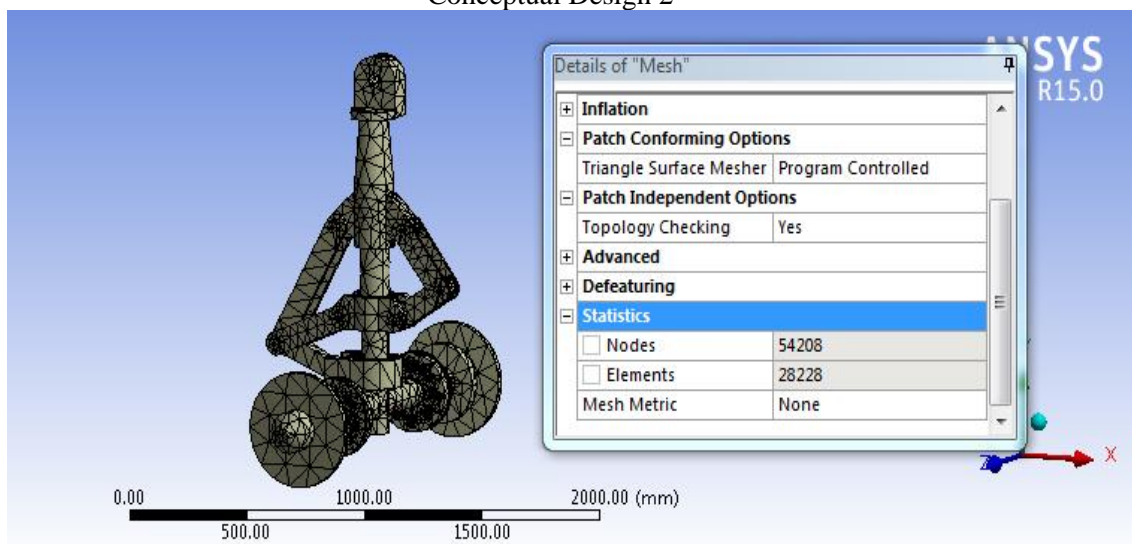 Conceptual Design 2
ANSYS
R15.0
Details of "Mesh"
Inflation
Patch Conforming Options
Triangle Surface Mesher Program Controlled
Patch Independent Options
Topology Checking Yes
Advanced
Defeaturing
Statistics
Nodes 54208
Elements 28228
Mesh Metric None
X
Z
0.00 1000.00 2000.00 (mm)
500.00 1500.00